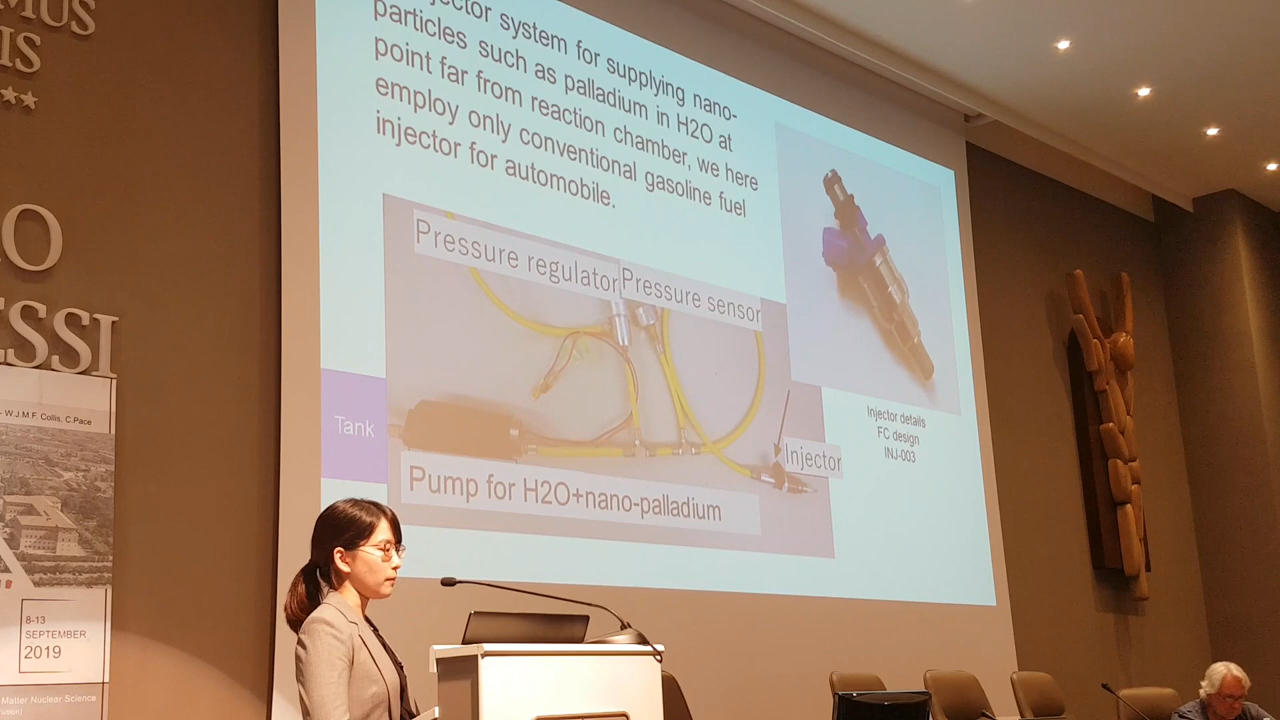 MUS
IS
O
ESSI
- W.J.M.F. Collis, C.Pace
8-13
SEPTEMBER
2019
Matter Nuclear Science
jector system for supplying nano-
particles such as palladium in H2O at
point far from reaction chamber, we here
employ only conventional gasoline fuel
injector for automobile.
Pressure regulator
Pressure sensor
Tank
Injector
Pump for H2O+nano-palladium
Injector details
FC design
INJ-003